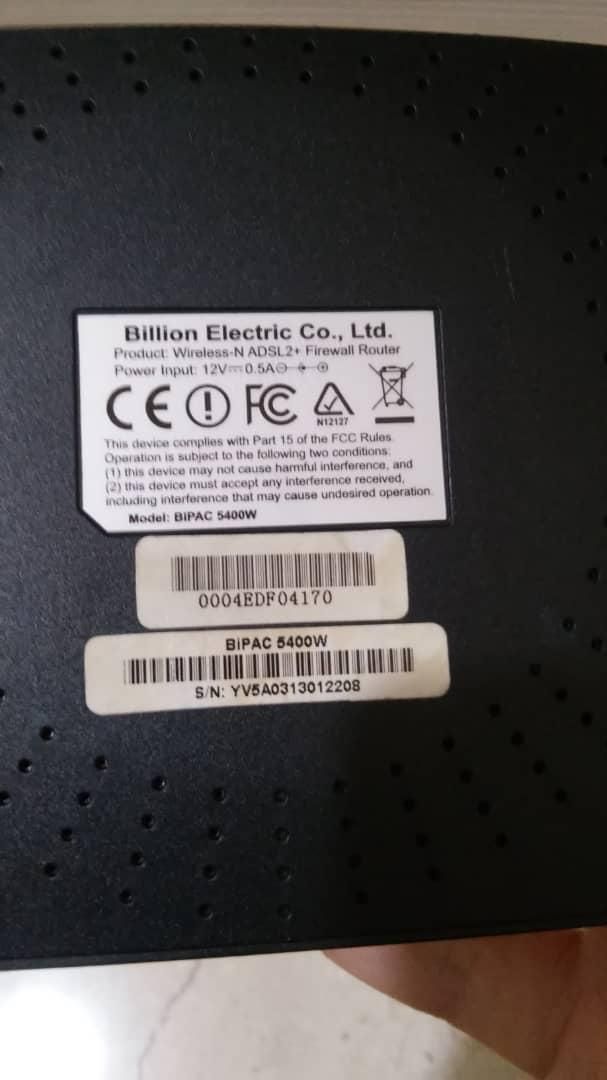 Billion Electric Co., Ltd.
Product: Wireless-N ADSL2+ Firewall Router
Power Input: 12V⎓0.5A
CE FC
N12127
This device complies with Part 15 of the FCC Rules.
Operation is subject to the following two conditions:
(1) this device may not cause harmful interference, and
(2) this device must accept any interference received,
including interference that may cause undesired operation.
Model: BiPAC 5400W
0004EDF04170
BiPAC 5400W
S/N: YV5A0313012208